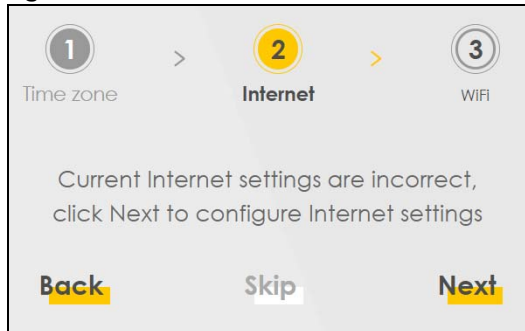 1 > 2 > 3
Time zone Internet WiFi
Current Internet settings are incorrect,
click Next to configure Internet settings
Back Skip Next